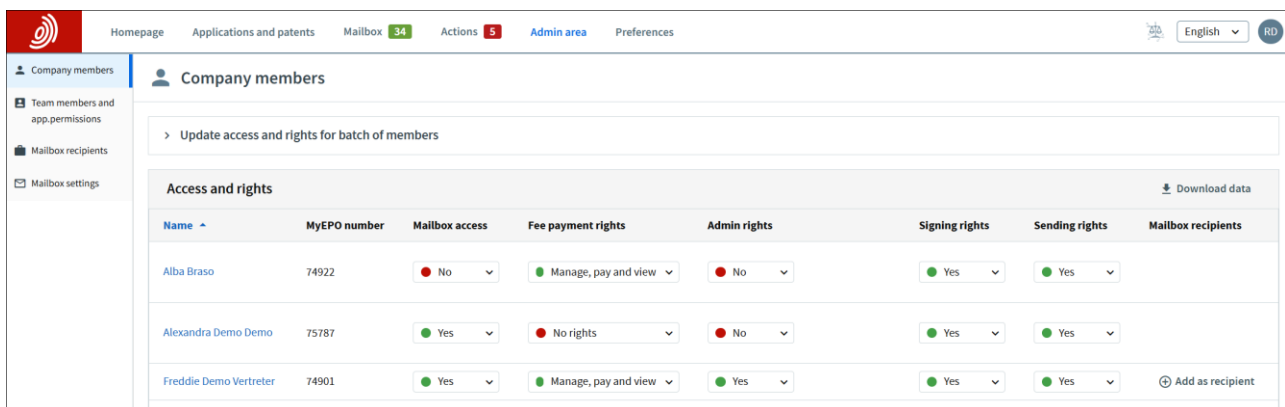 Homepage Applications and patents Mailbox 34 Actions 5 Admin area Preferences English RD
Company members
Team members and
app.permissions
Mailbox recipients
Mailbox settings
Company members
Update access and rights for batch of members
Access and rights Download data
Name MyEPO number Mailbox access Fee payment rights Admin rights Signing rights Sending rights Mailbox recipients
Alba Braso 74922 No Manage, pay and view No Yes Yes
Alexandra Demo Demo 75787 Yes No rights No Yes Yes
Freddie Demo Vertreter 74901 Yes Manage, pay and view Yes Yes Yes Add as recipient